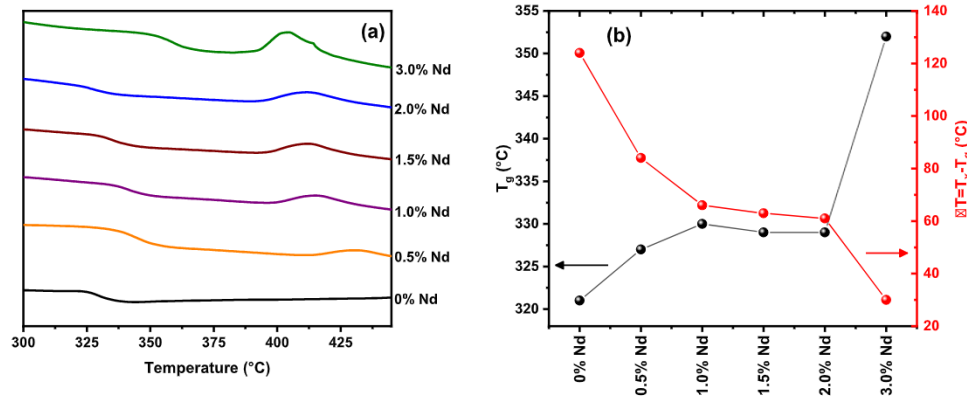 (a)
3.0% Nd
2.0% Nd
1.5% Nd
1.0% Nd
0.5% Nd
0% Nd
300 325 350 375 400 425
Temperature (°C)
(b)
355
350
345
340
335
330
325
320
Tg (°C)
140
120
100
80
60
40
20
□T=Tx-Tg (°C)
0% Nd
0.5% Nd
1.0% Nd
1.5% Nd
2.0% Nd
3.0% Nd